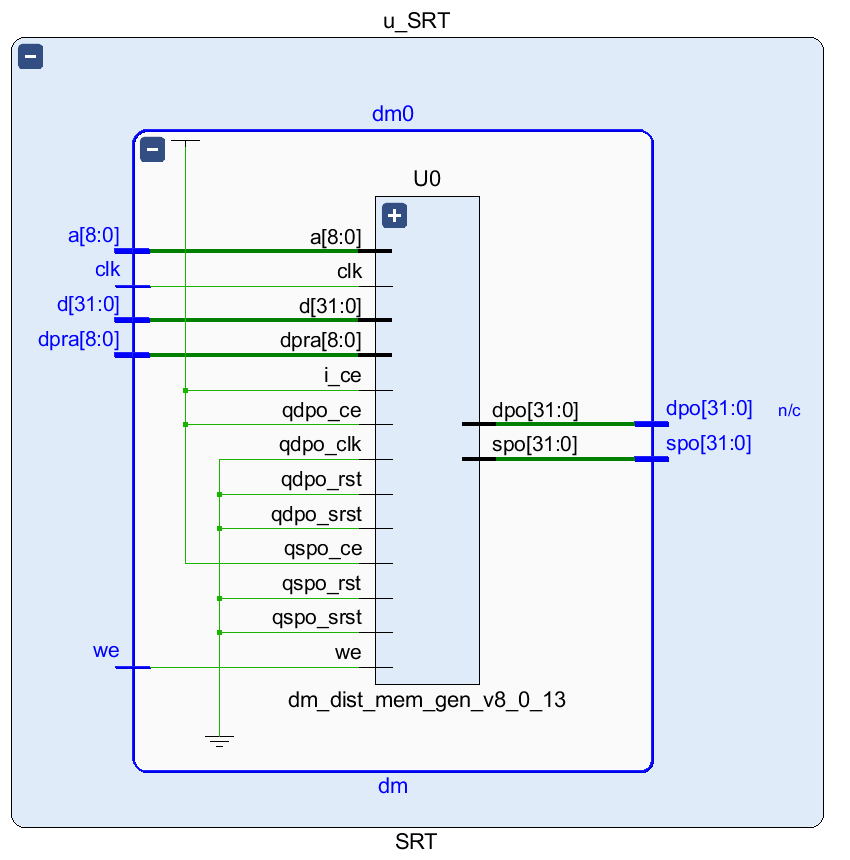 u_SRT
dm0
U0
a[8:0]
a[8:0]
clk
clk
d[31:0]
d[31:0]
dpra[8:0]
dpra[8:0]
i_ce
qdpo_ce
dpo[31:0]
dpo[31:0]
n/c
qdpo_clk
spo[31:0]
spo[31:0]
qdpo_rst
qdpo_srst
qspo_ce
qspo_rst
qspo_srst
we
we
dm_dist_mem_gen_v8_0_13
dm
SRT